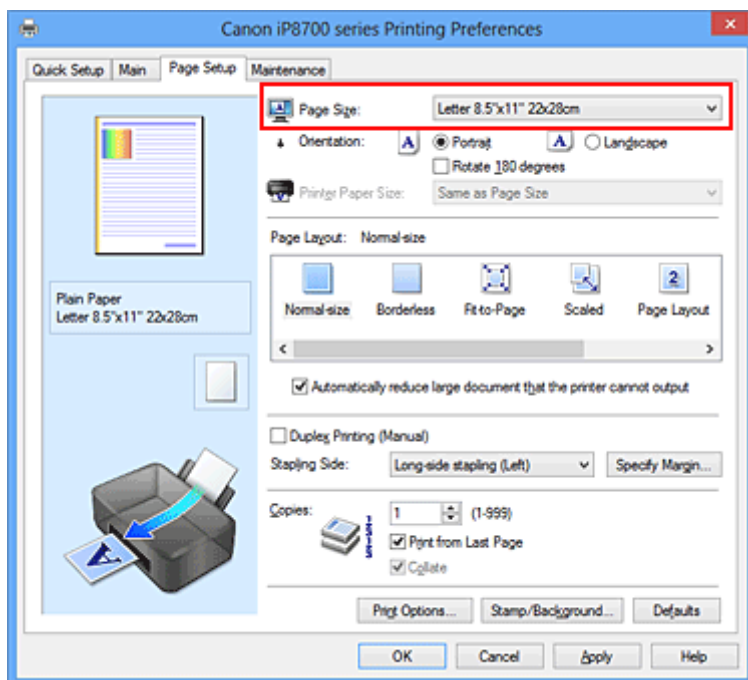 Canon iP8700 series Printing Preferences
Quick Setup Main Page Setup Maintenance
Page Size: Letter 8.5"x11" 22x28cm
Orientation: A Portrait A Landscape
Rotate 180 degrees
Printer Paper Size: Same as Page Size
Page Layout: Normal-size
2
Normal-size Borderless Fit-to-Page Scaled Page Layout
Plain Paper
Letter 8.5"x11" 22x28cm
Automatically reduce large document that the printer cannot output
Duplex Printing (Manual)
Stapling Side: Long-side stapling (Left) Specify Margin...
Copies: 1 (1-999)
Print from Last Page
Collate
A
Print Options... Stamp/Background... Defaults
OK Cancel Apply Help